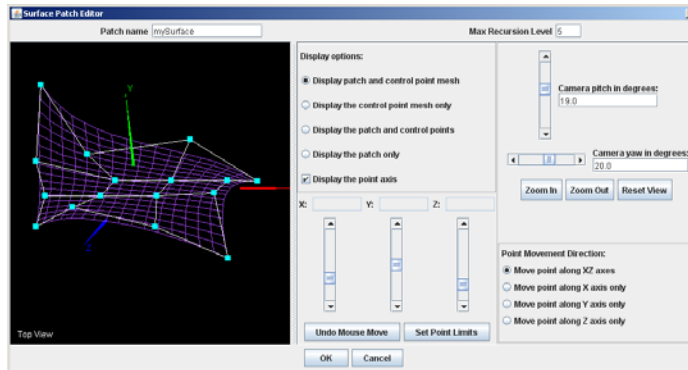 Surface Patch Editor
Patch name mySurface
Max Recursion Level 5
Y
Z
Top View
Display options:
Display patch and control point mesh
Display the control point mesh only
Display the patch and control points
Display the patch only
Display the point axis
X: Y: Z:
Undo Mouse Move Set Point Limits
OK Cancel
Camera pitch in degrees:
19.0
Camera yaw in degrees:
20.0
Zoom In Zoom Out Reset View
Point Movement Direction:
Move point along XZ axes
Move point along X axis only
Move point along Y axis only
Move point along Z axis only